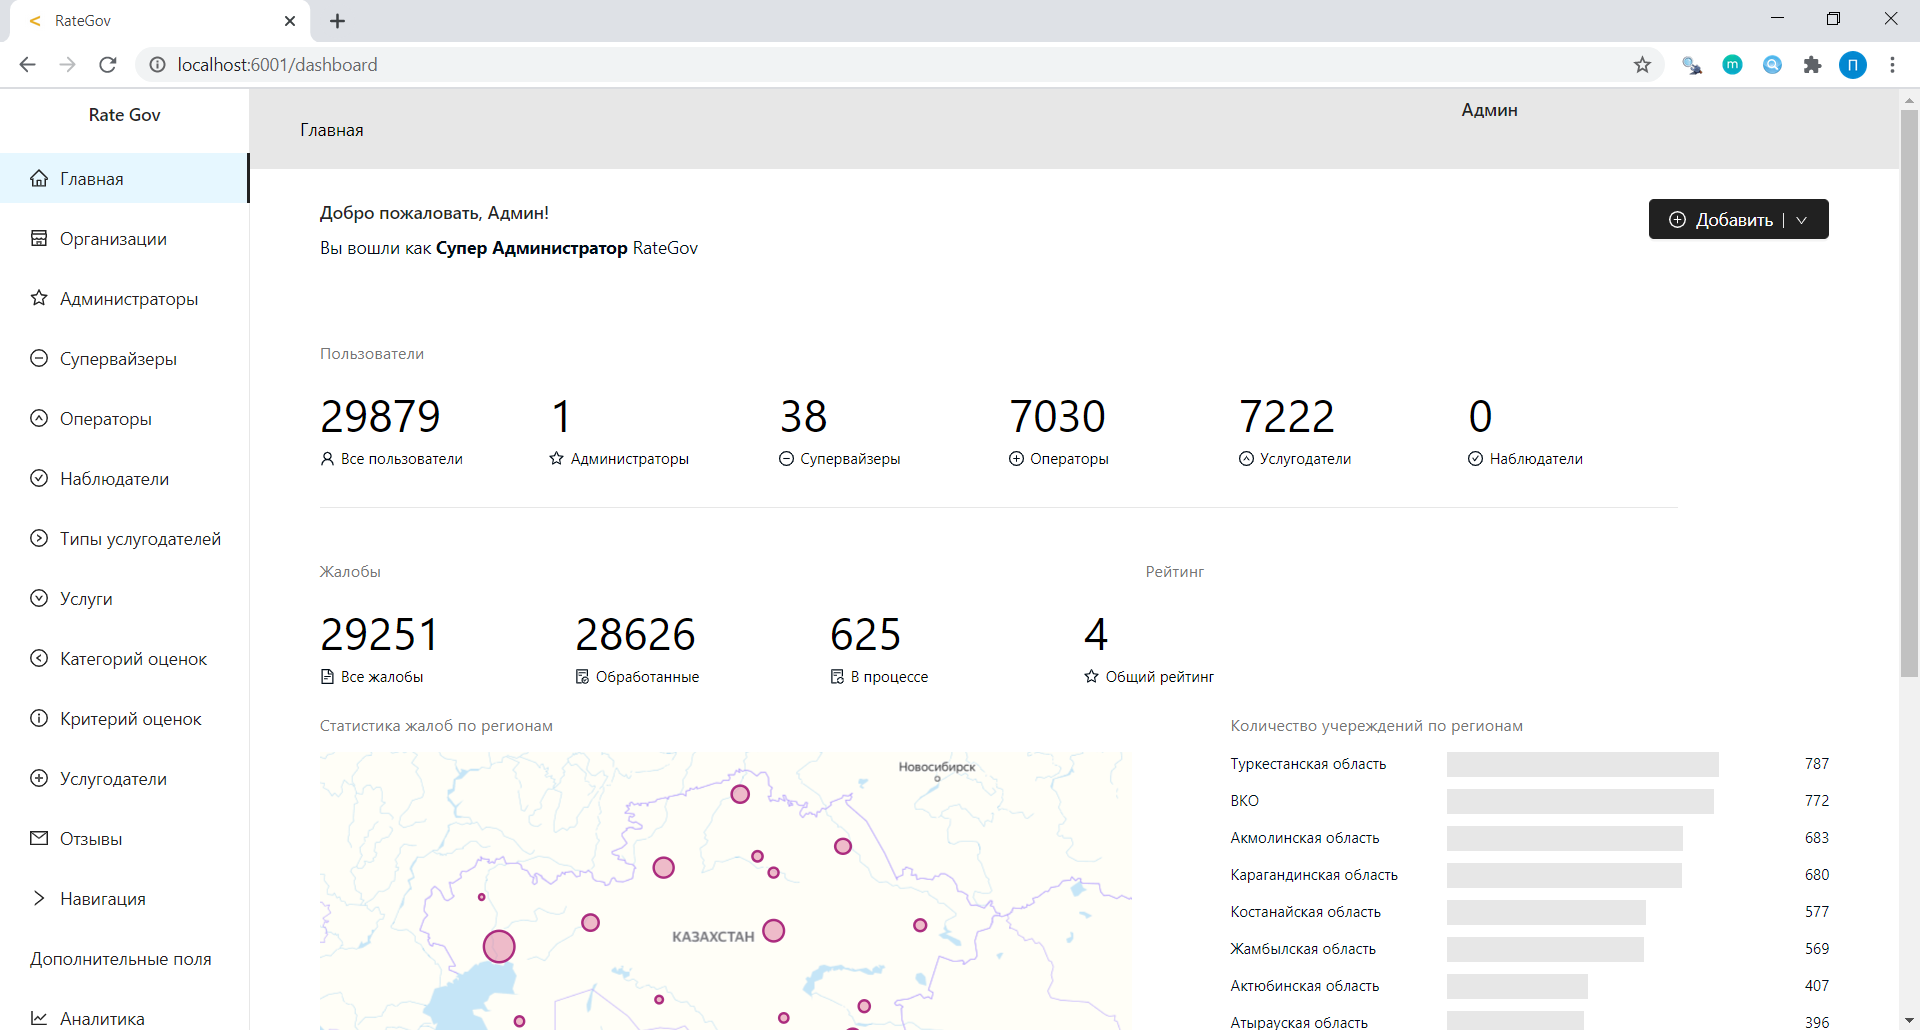 RateGov
localhost:6001/dashboard
m
П
Rate Gov
Главная
Организации
Администраторы
Супервайзеры
Операторы
Наблюдатели
Типы услугодателей
Услуги
Категорий оценок
Критерий оценок
Услугодатели
Отзывы
Навигация
Дополнительные поля
Аналитика
Главная
Админ
Добро пожаловать, Админ!
Вы вошли как Супер Администратор RateGov
Добавить
Пользователи
29879 1 38 7030 7222 0
Все пользователи Администраторы Супервайзеры Операторы Услугодатели Наблюдатели
Жалобы Рейтинг
29251 28626 625 4
Все жалобы Обработанные В процессе Общий рейтинг
Статистика жалоб по регионам
Новосибирск
КАЗАХСТАН
Количество учереждений по регионам
Туркестанская область 787
ВКО 772
Акмолинская область 683
Карагандинская область 680
Костанайская область 577
Жамбылская область 569
Актюбинская область 407
Атырауская область 396